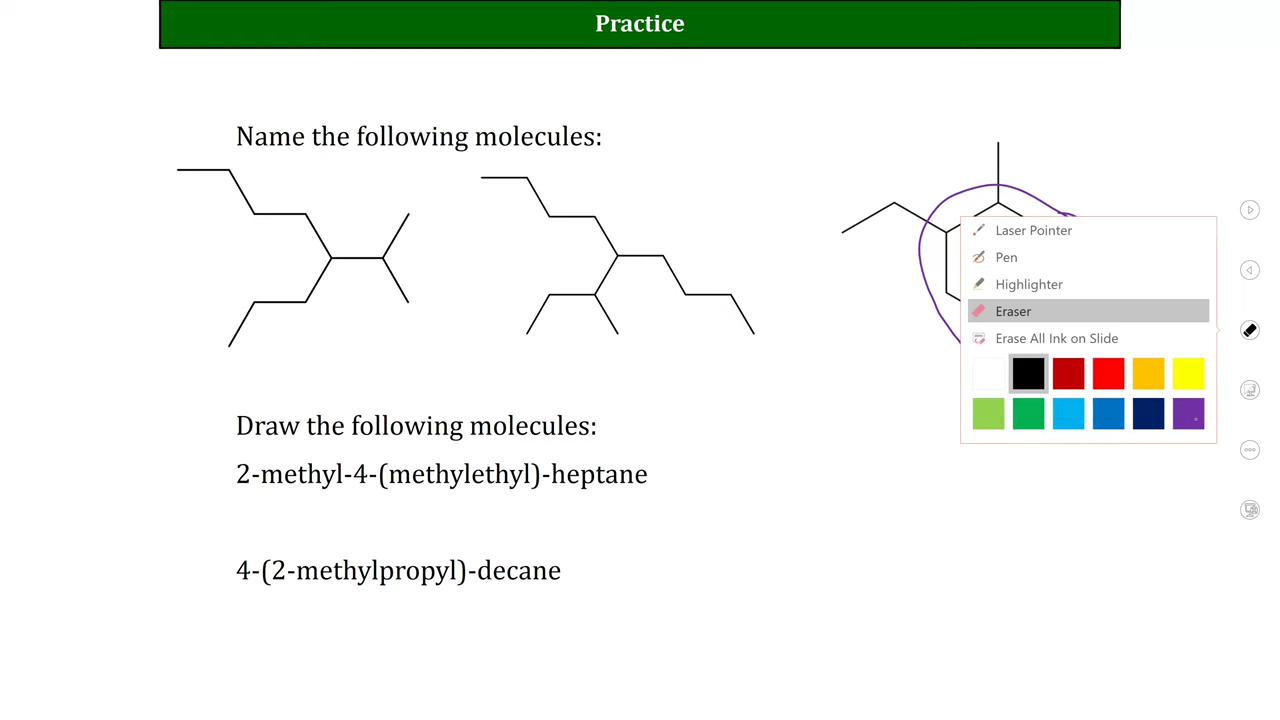 Practice
Name the following molecules:
Laser Pointer
Pen
Highlighter
Eraser
Erase All Ink on Slide
Draw the following molecules:
2-methyl-4-(methylethyl)-heptane
4-(2-methylpropyl)-decane